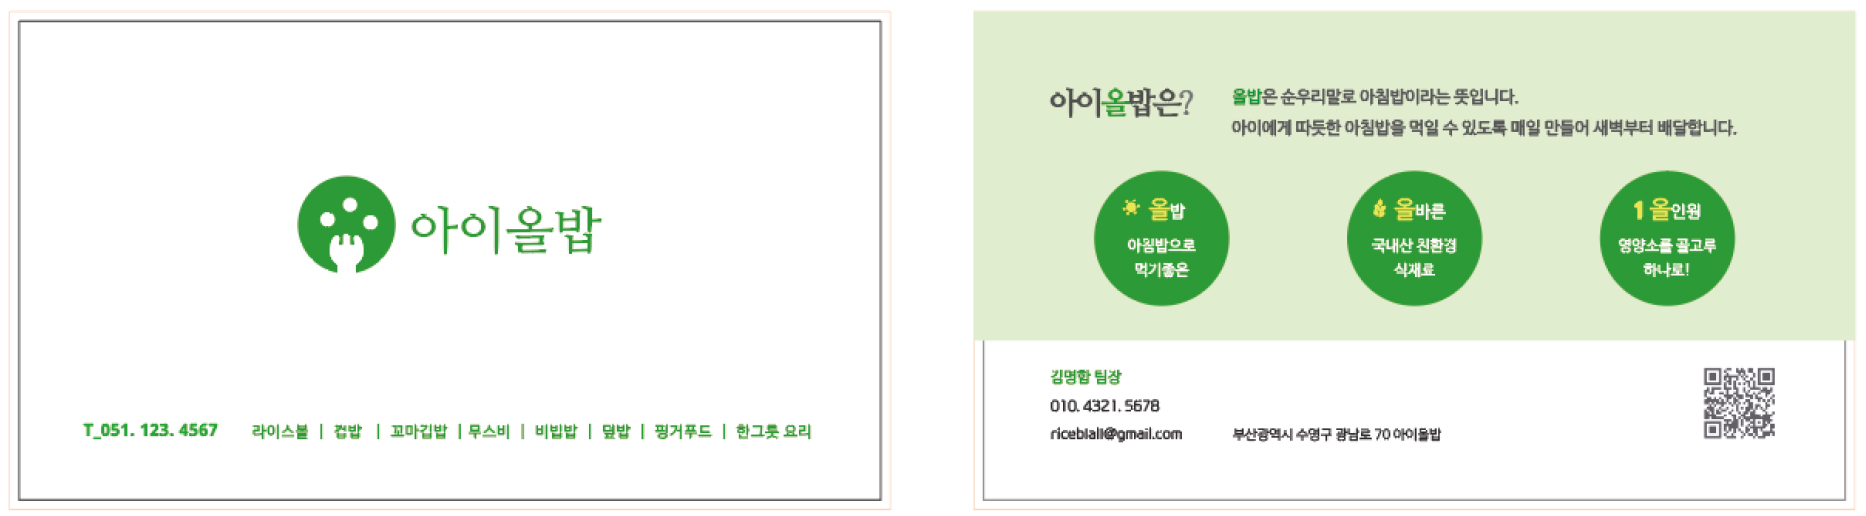 아이올밥
T_051. 123. 4567 라이스볼 | 컵밥 | 꼬마김밥 | 무스비 | 비빔밥 | 덮밥 | 핑거푸드 | 한그릇 요리
아이올밥은?
올밥은 순우리말로 아침밥이라는 뜻입니다.
아이에게 따듯한 아침밥을 먹일 수 있도록 매일 만들어 새벽부터 배달합니다.
올밥
아침밥으로
먹기좋은
올바른
국내산 친환경
식재료
1 올인원
영양소를 골고루
하나로!
김명함 팀장
010. 4321. 5678
riceblall@gmail.com 부산광역시 수영구 광남로 70 아이올밥